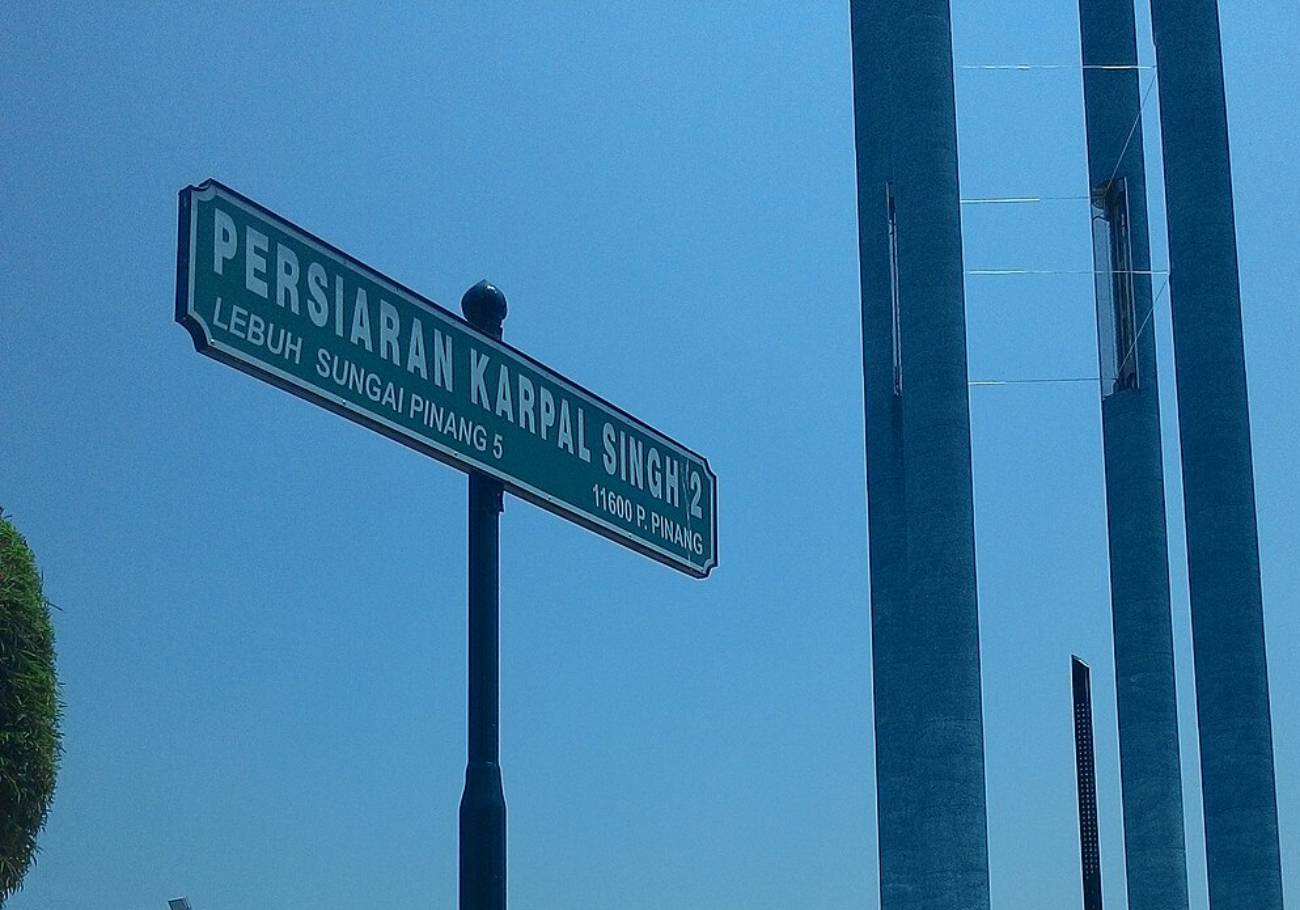 PERSIARAN KARPAL SINGH 2
LEBUH SUNGAI PINANG 5
11600 P. PINANG